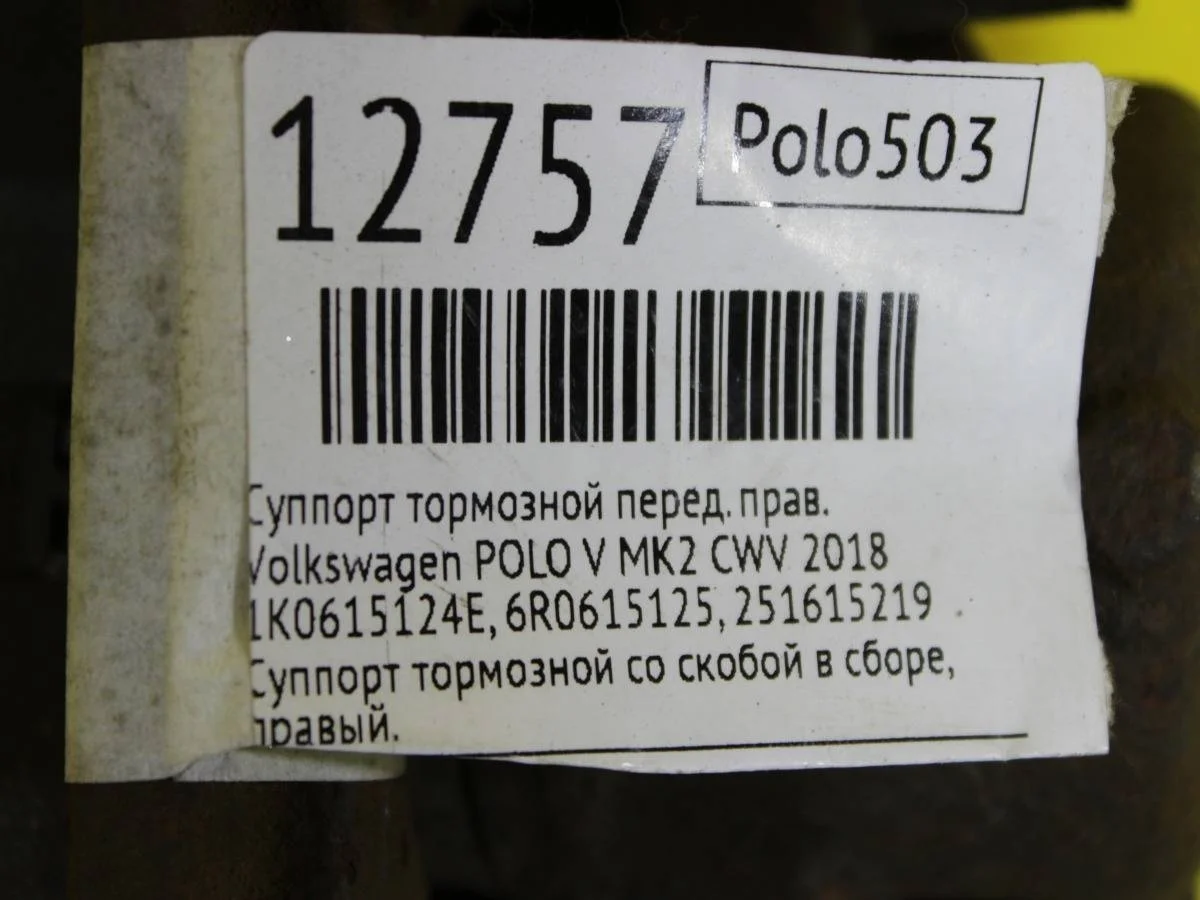 12757
Polo503
Суппорт тормозной перед. прав.
Volkswagen POLO V MK2 CWV 2018
1K0615124E, 6R0615125, 251615219
Суппорт тормозной со скобой в сборе,
правый.